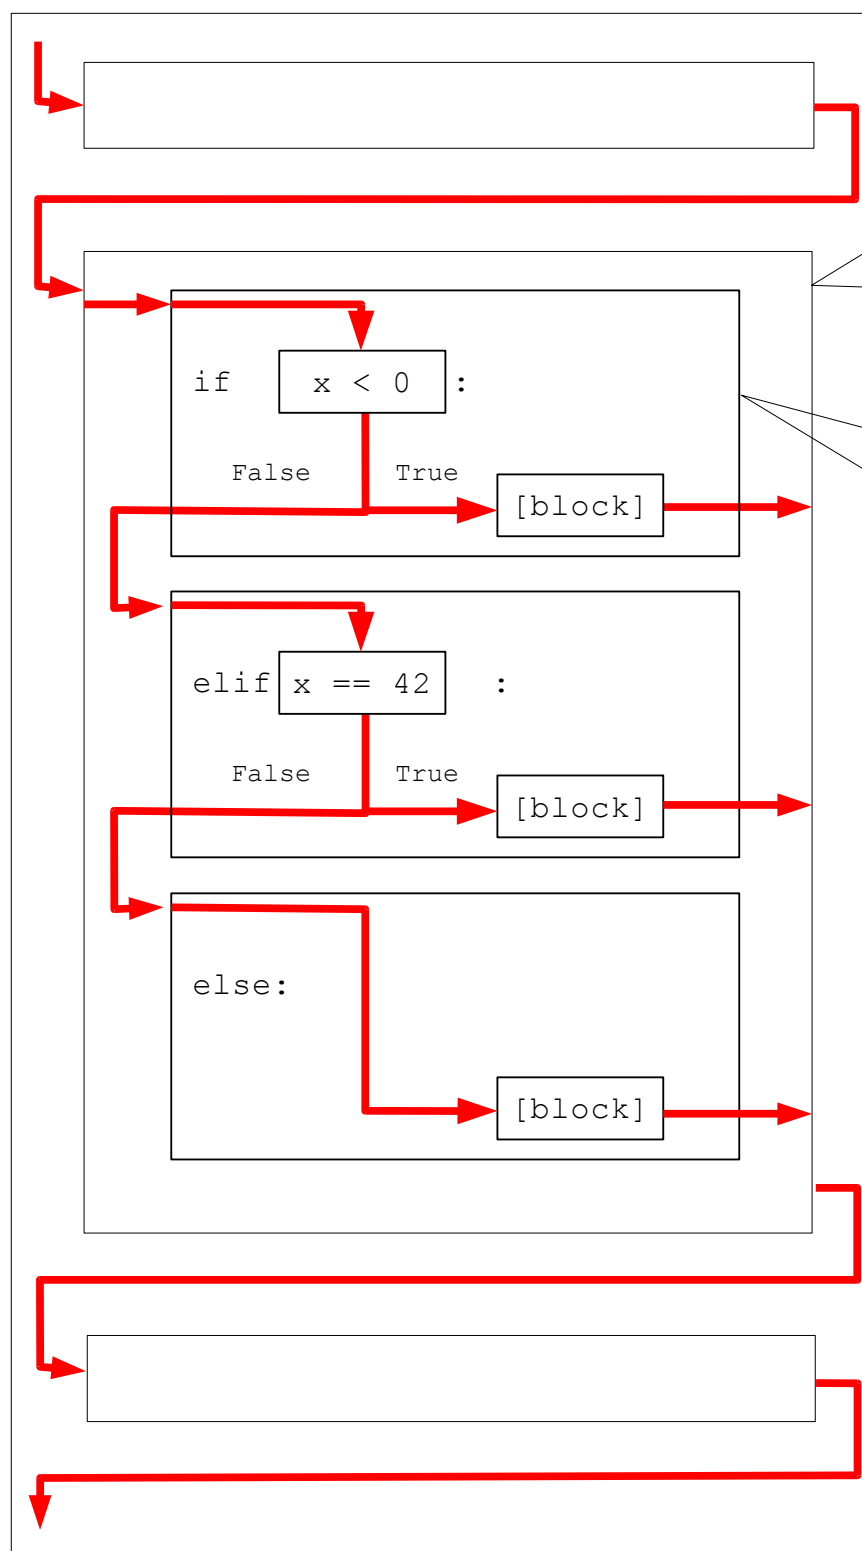 if x < 0 :
False True
[block]
elif x == 42 :
False True
[block]
else:
[block]